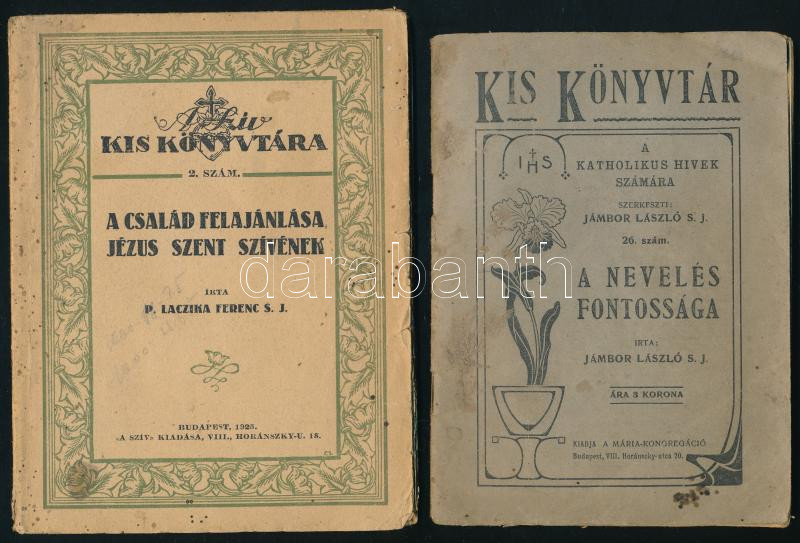 A Szív
KIS KÖNYVTÁRA
2. SZÁM.
A CSALÁD FELAJÁNLÁSA
JÉZUS SZENT SZÍVÉNEK
IRTA
P. LACZIKA FERENC S. J.
BUDAPEST, 1925.
»A SZIV« KIADÁSA, VIII., HORÁNSZKY-U. 18.
KIS KÖNYVTÁR
IHS
A
KATHOLIKUS HIVEK
SZÁMÁRA
SZERKESZTI:
JÁMBOR LÁSZLÓ S. J.
26. szám.
A NEVELÉS
FONTOSSÁGA
IRTA:
JÁMBOR LÁSZLÓ S. J.
ÁRA 3 KORONA
KIADJA A MÁRIA-KONGREGÁCIÓ
Budapest, VIII. Horánszky-utca 20.
darabanth